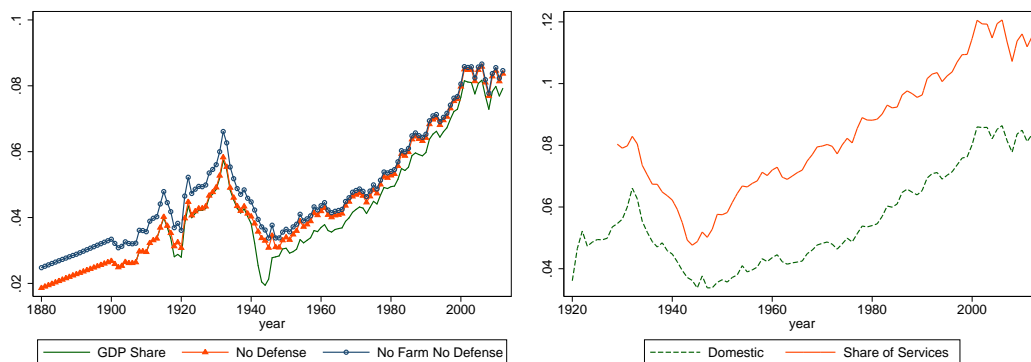 .1
.08
.06
.04
.02
1880 1900 1920 1940 1960 1980 2000
year
GDP Share No Defense No Farm No Defense
.12
.1
.08
.06
.04
1920 1940 1960 1980 2000
year
Domestic Share of Services